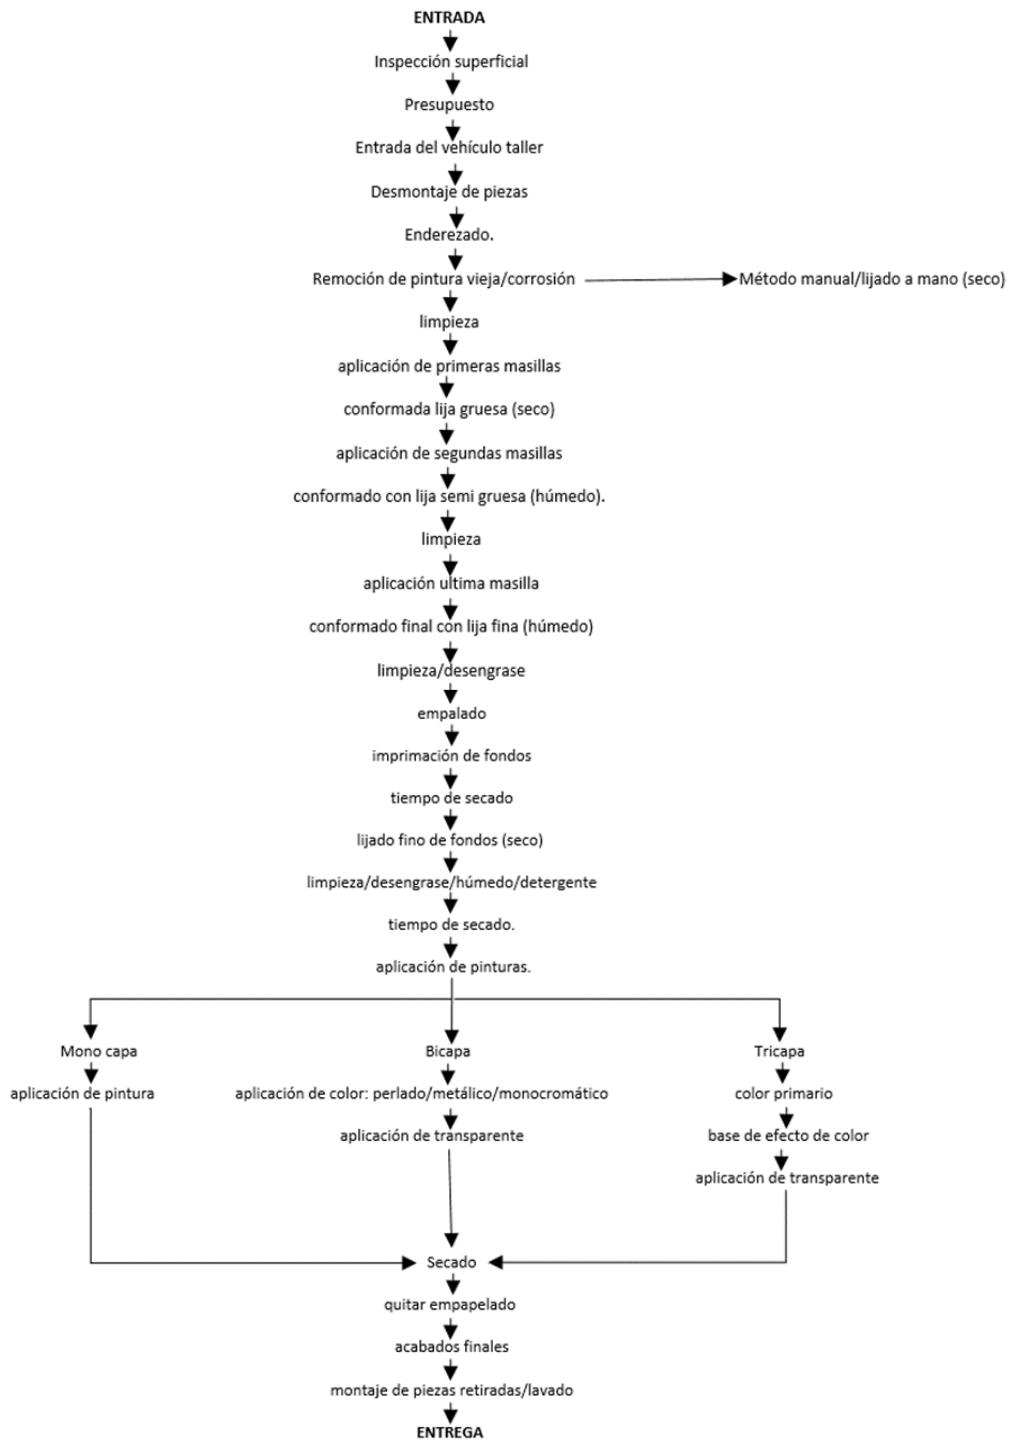 ENTRADA
Inspección superficial
Presupuesto
Entrada del vehículo taller
Desmontaje de piezas
Enderezado.
Remoción de pintura vieja/corrosión
Método manual/lijado a mano (seco)
limpieza
aplicación de primeras masillas
conformada lija gruesa (seco)
aplicación de segundas masillas
conformado con lija semi gruesa (húmedo).
limpieza
aplicación ultima masilla
conformado final con lija fina (húmedo)
limpieza/desengrase
empalado
imprimación de fondos
tiempo de secado
lijado fino de fondos (seco)
limpieza/desengrase/húmedo/detergente
tiempo de secado.
aplicación de pinturas.
Mono capa
aplicación de pintura
Bicapa
aplicación de color: perlado/metálico/monocromático
aplicación de transparente
Tricapa
color primario
base de efecto de color
aplicación de transparente
Secado
quitar empapelado
acabados finales
montaje de piezas retiradas/lavado
ENTREGA